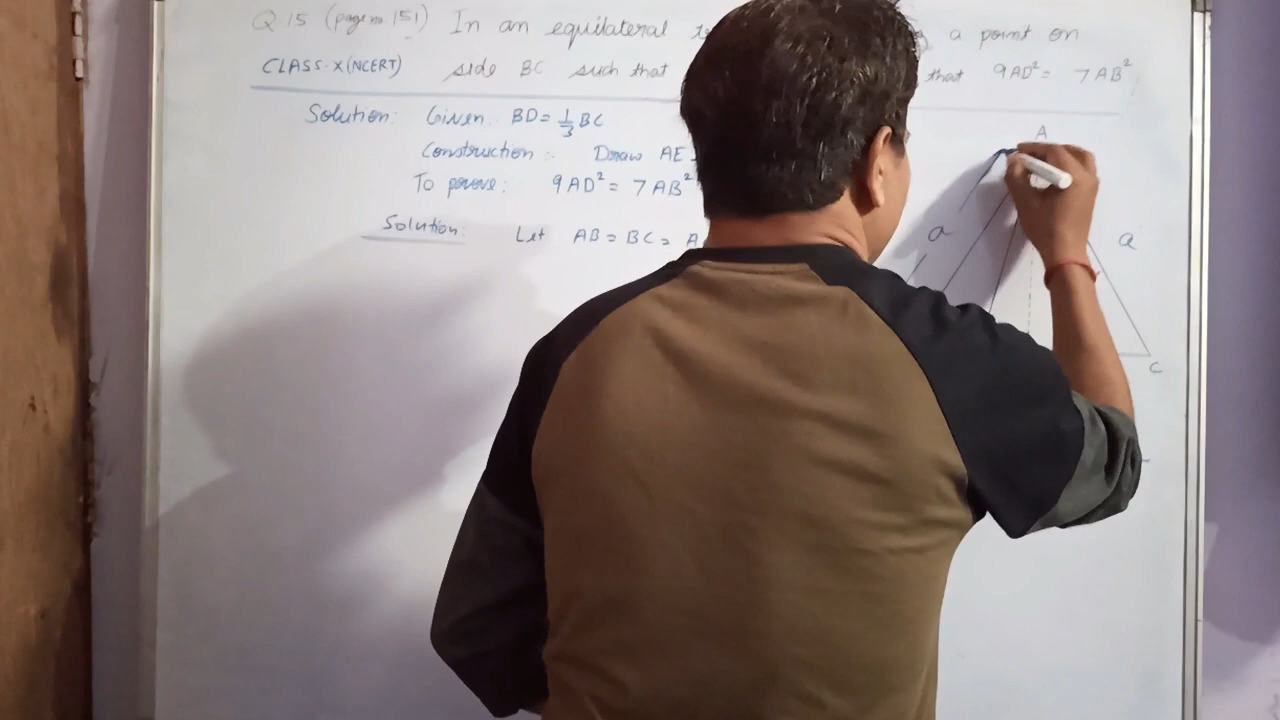 Q 15 (page no 151) In an equilateral a point on
CLASS-X (NCERT) side BC such that that 9AD² = 7AB²
Solution: Given: BD = 1/3 BC
Construction :- Draw AE
To prove: 9AD² = 7AB²
Solution: Let AB = BC =
A
a
a
C